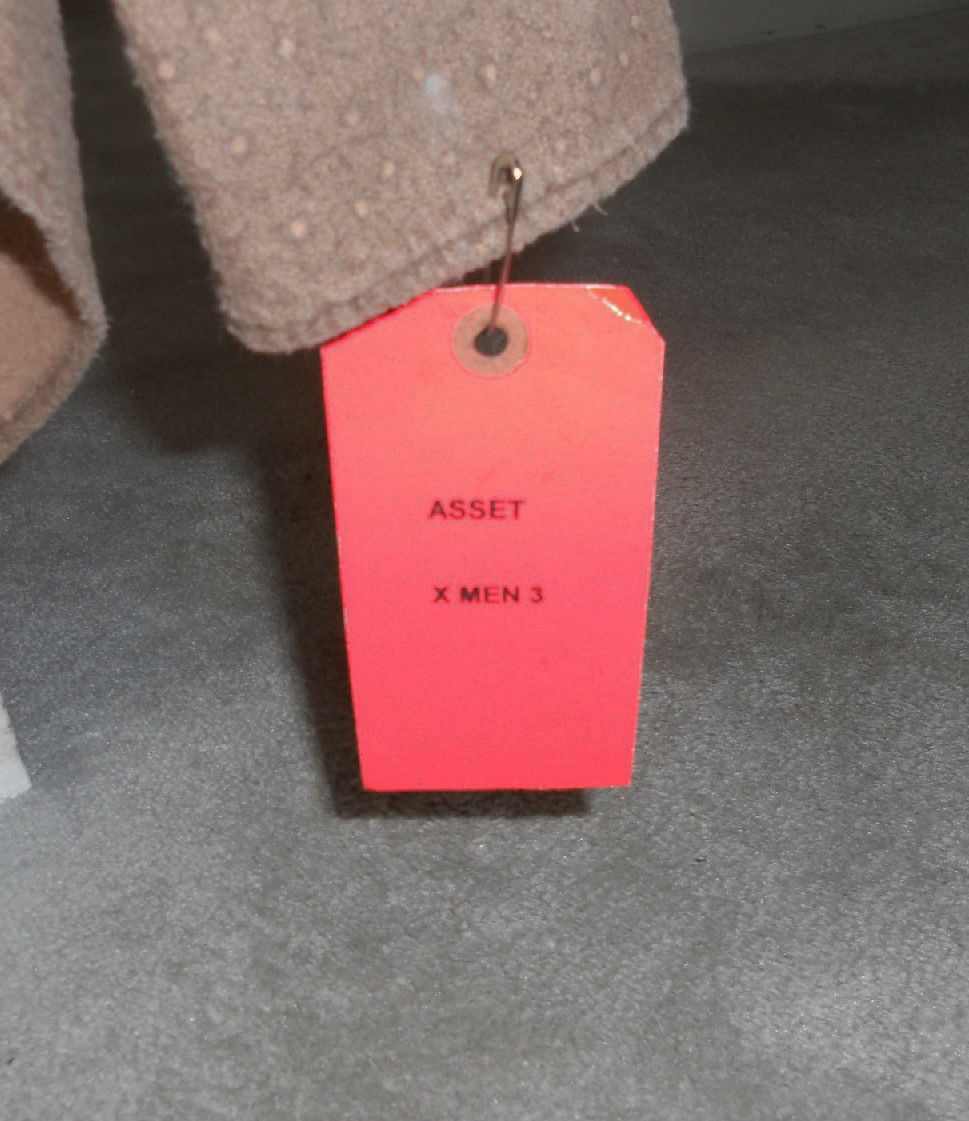 ASSET
X MEN 3